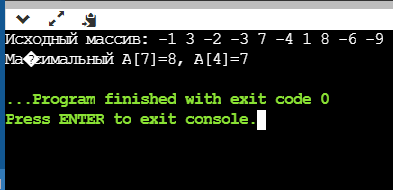 Исходный массив: -1 3 -2 -3 7 -4 1 8 -6 -9
Ма�симальный A[7]=8, A[4]=7
...Program finished with exit code 0
Press ENTER to exit console.